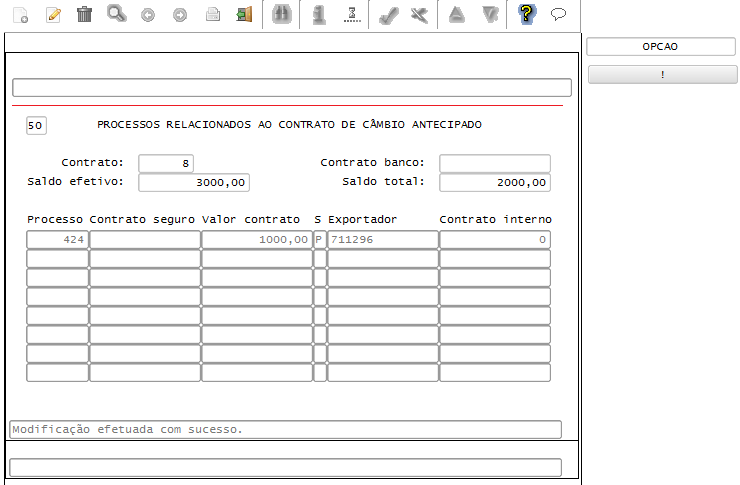 OPCAO
!
50 PROCESSOS RELACIONADOS AO CONTRATO DE CÂMBIO ANTECIPADO
Contrato: 8 Contrato banco:
Saldo efetivo: 3000,00 Saldo total: 2000,00
Processo Contrato seguro Valor contrato S Exportador Contrato interno
424 1000,00 P 711296 0
Modificação efetuada com sucesso.